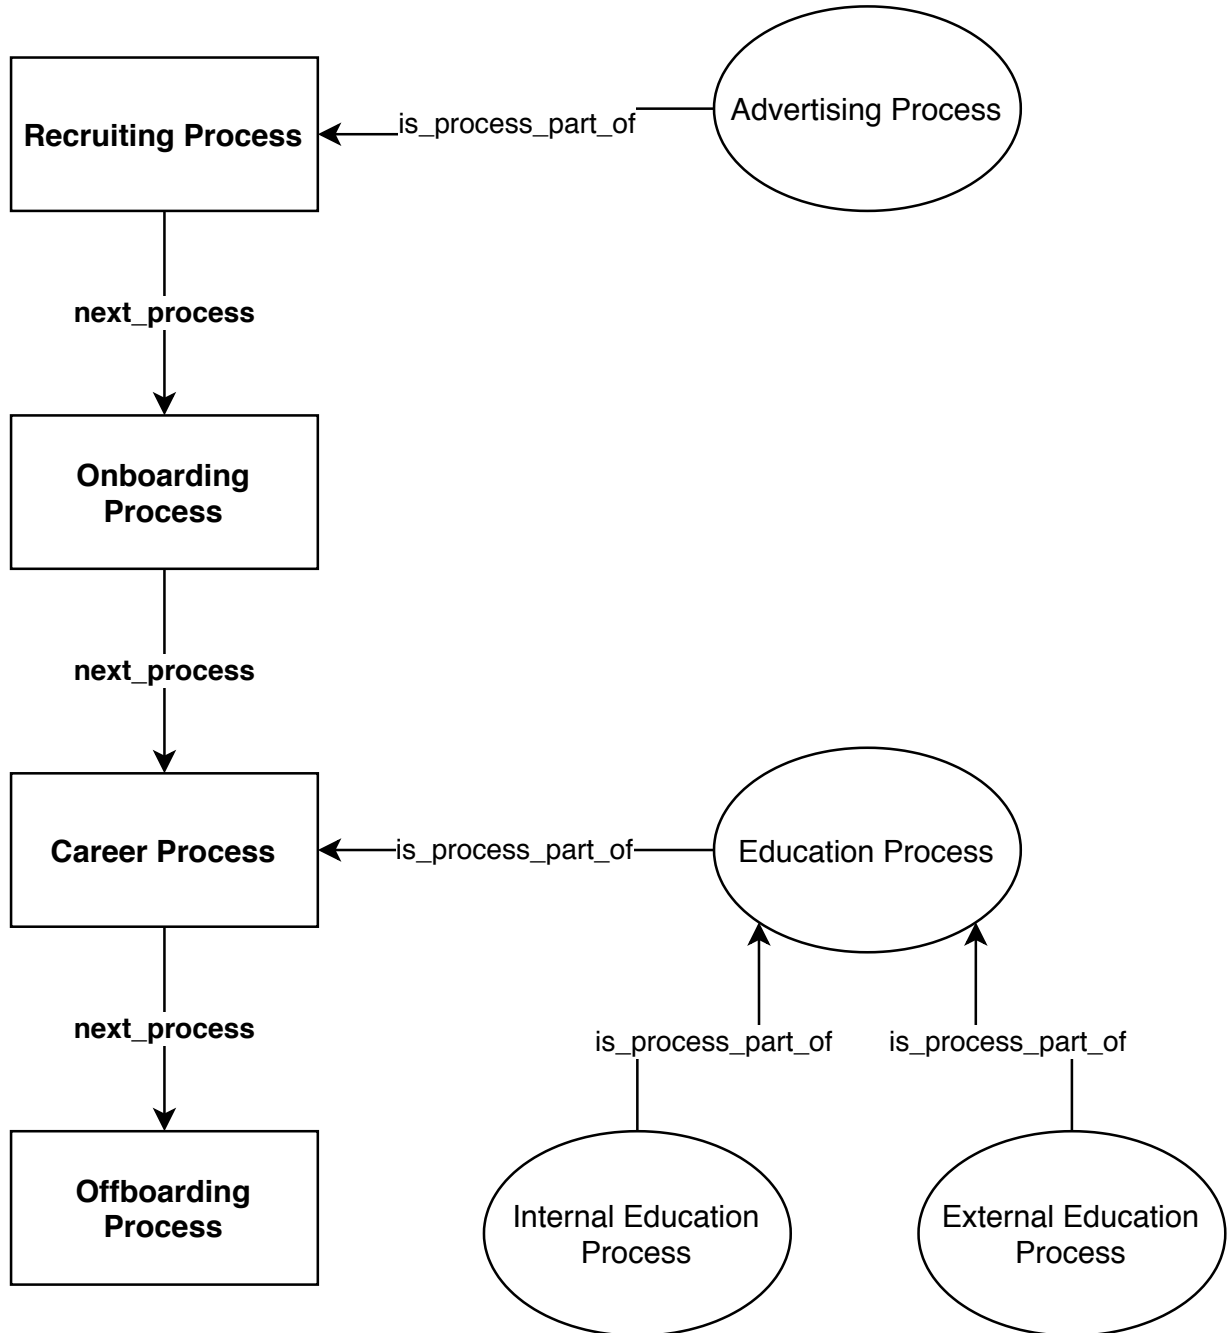 Recruiting Process
is_process_part_of
Advertising Process
next_process
Onboarding
Process
next_process
Career Process
is_process_part_of
Education Process
next_process
is_process_part_of
is_process_part_of
Offboarding
Process
Internal Education
Process
External Education
Process